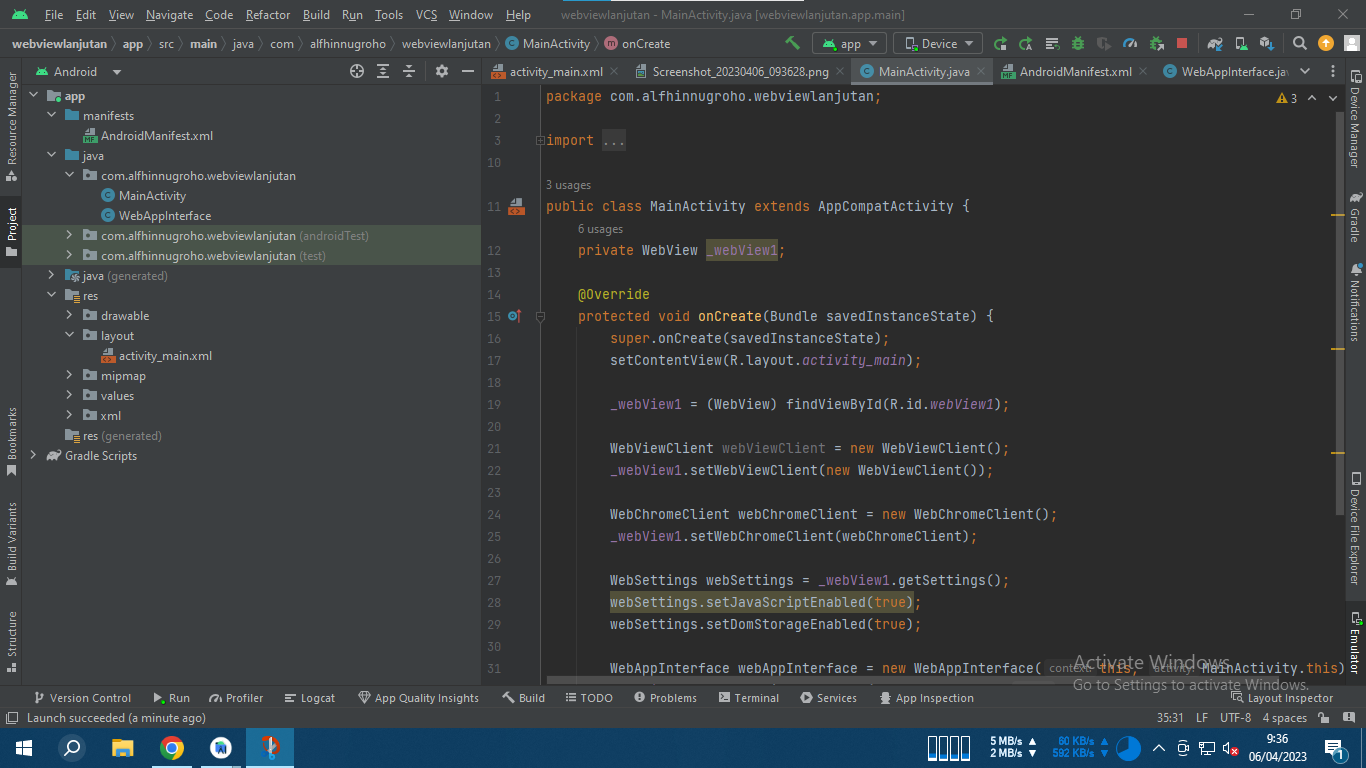 File Edit View Navigate Code Refactor Build Run Tools VCS Window Help webviewlanjutan - MainActivity.java [webviewlanjutan.app.main]
webviewlanjutan app src main java com alfhinnugroho webviewlanjutan MainActivity onCreate app Device
Android
activity_main.xml Screenshot_20230406_093628.png MainActivity.java AndroidManifest.xml WebAppInterface.ja
Resource Manager
Project
Bookmarks
Build Variants
Structure
app
manifests
AndroidManifest.xml
java
com.alfhinnugroho.webviewlanjutan
MainActivity
WebAppInterface
com.alfhinnugroho.webviewlanjutan (androidTest)
com.alfhinnugroho.webviewlanjutan (test)
java (generated)
res
drawable
layout
activity_main.xml
mipmap
values
xml
res (generated)
Gradle Scripts
1 package com.alfhinnugroho.webviewlanjutan;
3
2
3 import ...
10
3 usages
11 public class MainActivity extends AppCompatActivity {
6 usages
12 private WebView _webView1;
13
14 @Override
15 protected void onCreate(Bundle savedInstanceState) {
16 super.onCreate(savedInstanceState);
17 setContentView(R.layout.activity_main);
18
19 _webView1 = (WebView) findViewById(R.id.webView1);
20
21 WebViewClient webViewClient = new WebViewClient();
22 _webView1.setWebViewClient(new WebViewClient());
23
24 WebChromeClient webChromeClient = new WebChromeClient();
25 _webView1.setWebChromeClient(webChromeClient);
26
27 WebSettings webSettings = _webView1.getSettings();
28 webSettings.setJavaScriptEnabled(true);
29 webSettings.setDomStorageEnabled(true);
30
31 WebAppInterface webAppInterface = new WebAppInterface( context: this, activity: MainActivity.this)
Device Manager
Gradle
Notifications
Device File Explorer
Emulator
Activate Windows
Go to Settings to activate Windows.
Version Control Run Profiler Logcat App Quality Insights Build TODO Problems Terminal Services App Inspection Layout Inspector
Launch succeeded (a minute ago) 35:31 LF UTF-8 4 spaces
5 MB/s 2 MB/s
80 KB/s 592 KB/s
9:36
06/04/2023
1